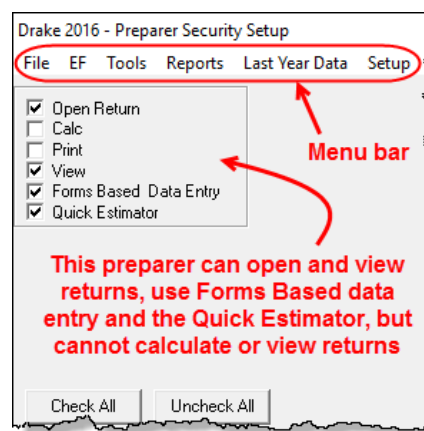 Drake 2016 - Preparer Security Setup
File EF Tools Reports Last Year Data Setup
Open Return
Calc
Print
View
Forms Based Data Entry
Quick Estimator
Menu bar
This preparer can open and view
returns, use Forms Based data
entry and the Quick Estimator, but
cannot calculate or view returns
Check All Uncheck All